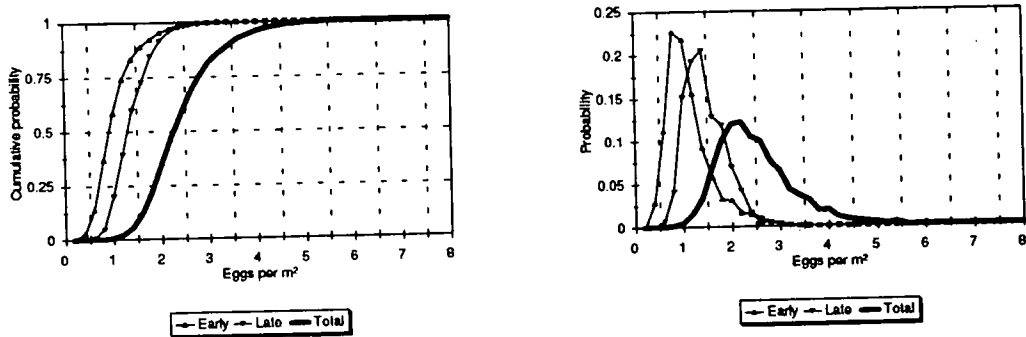 Cumulative probability
1
0.75
0.5
0.25
0
0 1 2 3 4 5 6 7 8
Eggs per m²
Early Late Total
Probability
0.25
0.20
0.15
0.10
0.05
0
0 1 2 3 4 5 6 7 8
Eggs per m²
Early Late Total